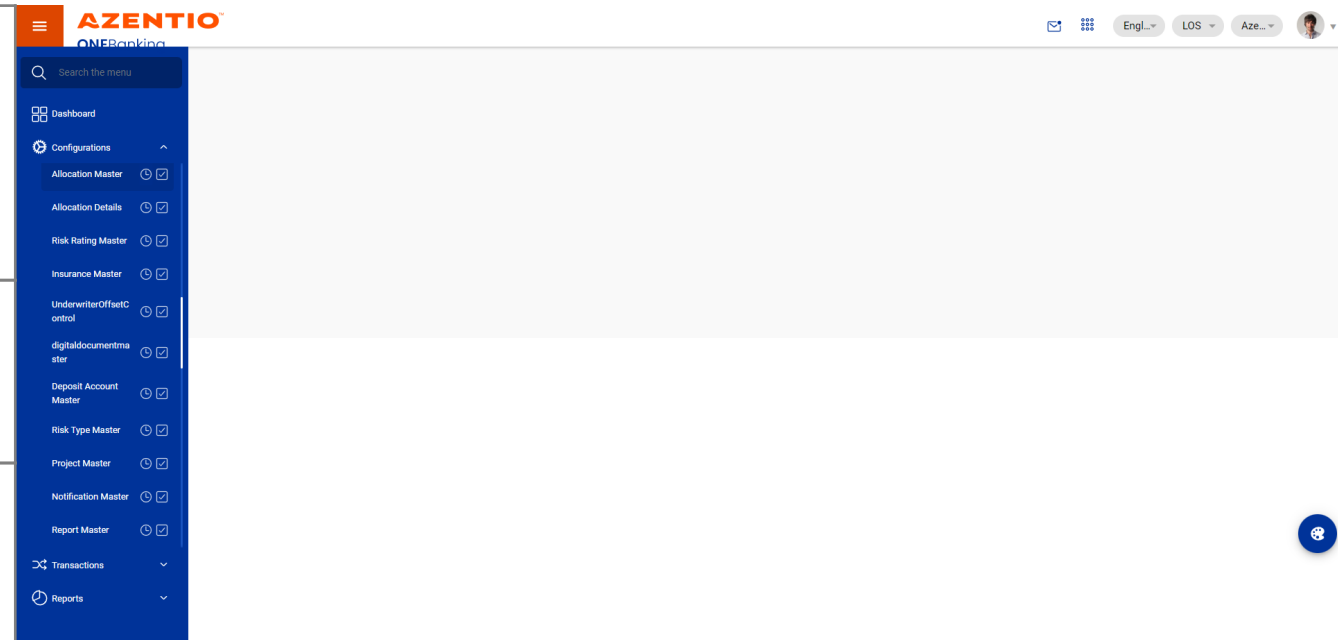 AZENTIO™
ONEBanking
Engl...
LOS
Aze...
Search the menu
Dashboard
Configurations
Allocation Master
Allocation Details
Risk Rating Master
Insurance Master
UnderwriterOffsetC
ontrol
digitaldocumentma
ster
Deposit Account
Master
Risk Type Master
Project Master
Notification Master
Report Master
Transactions
Reports